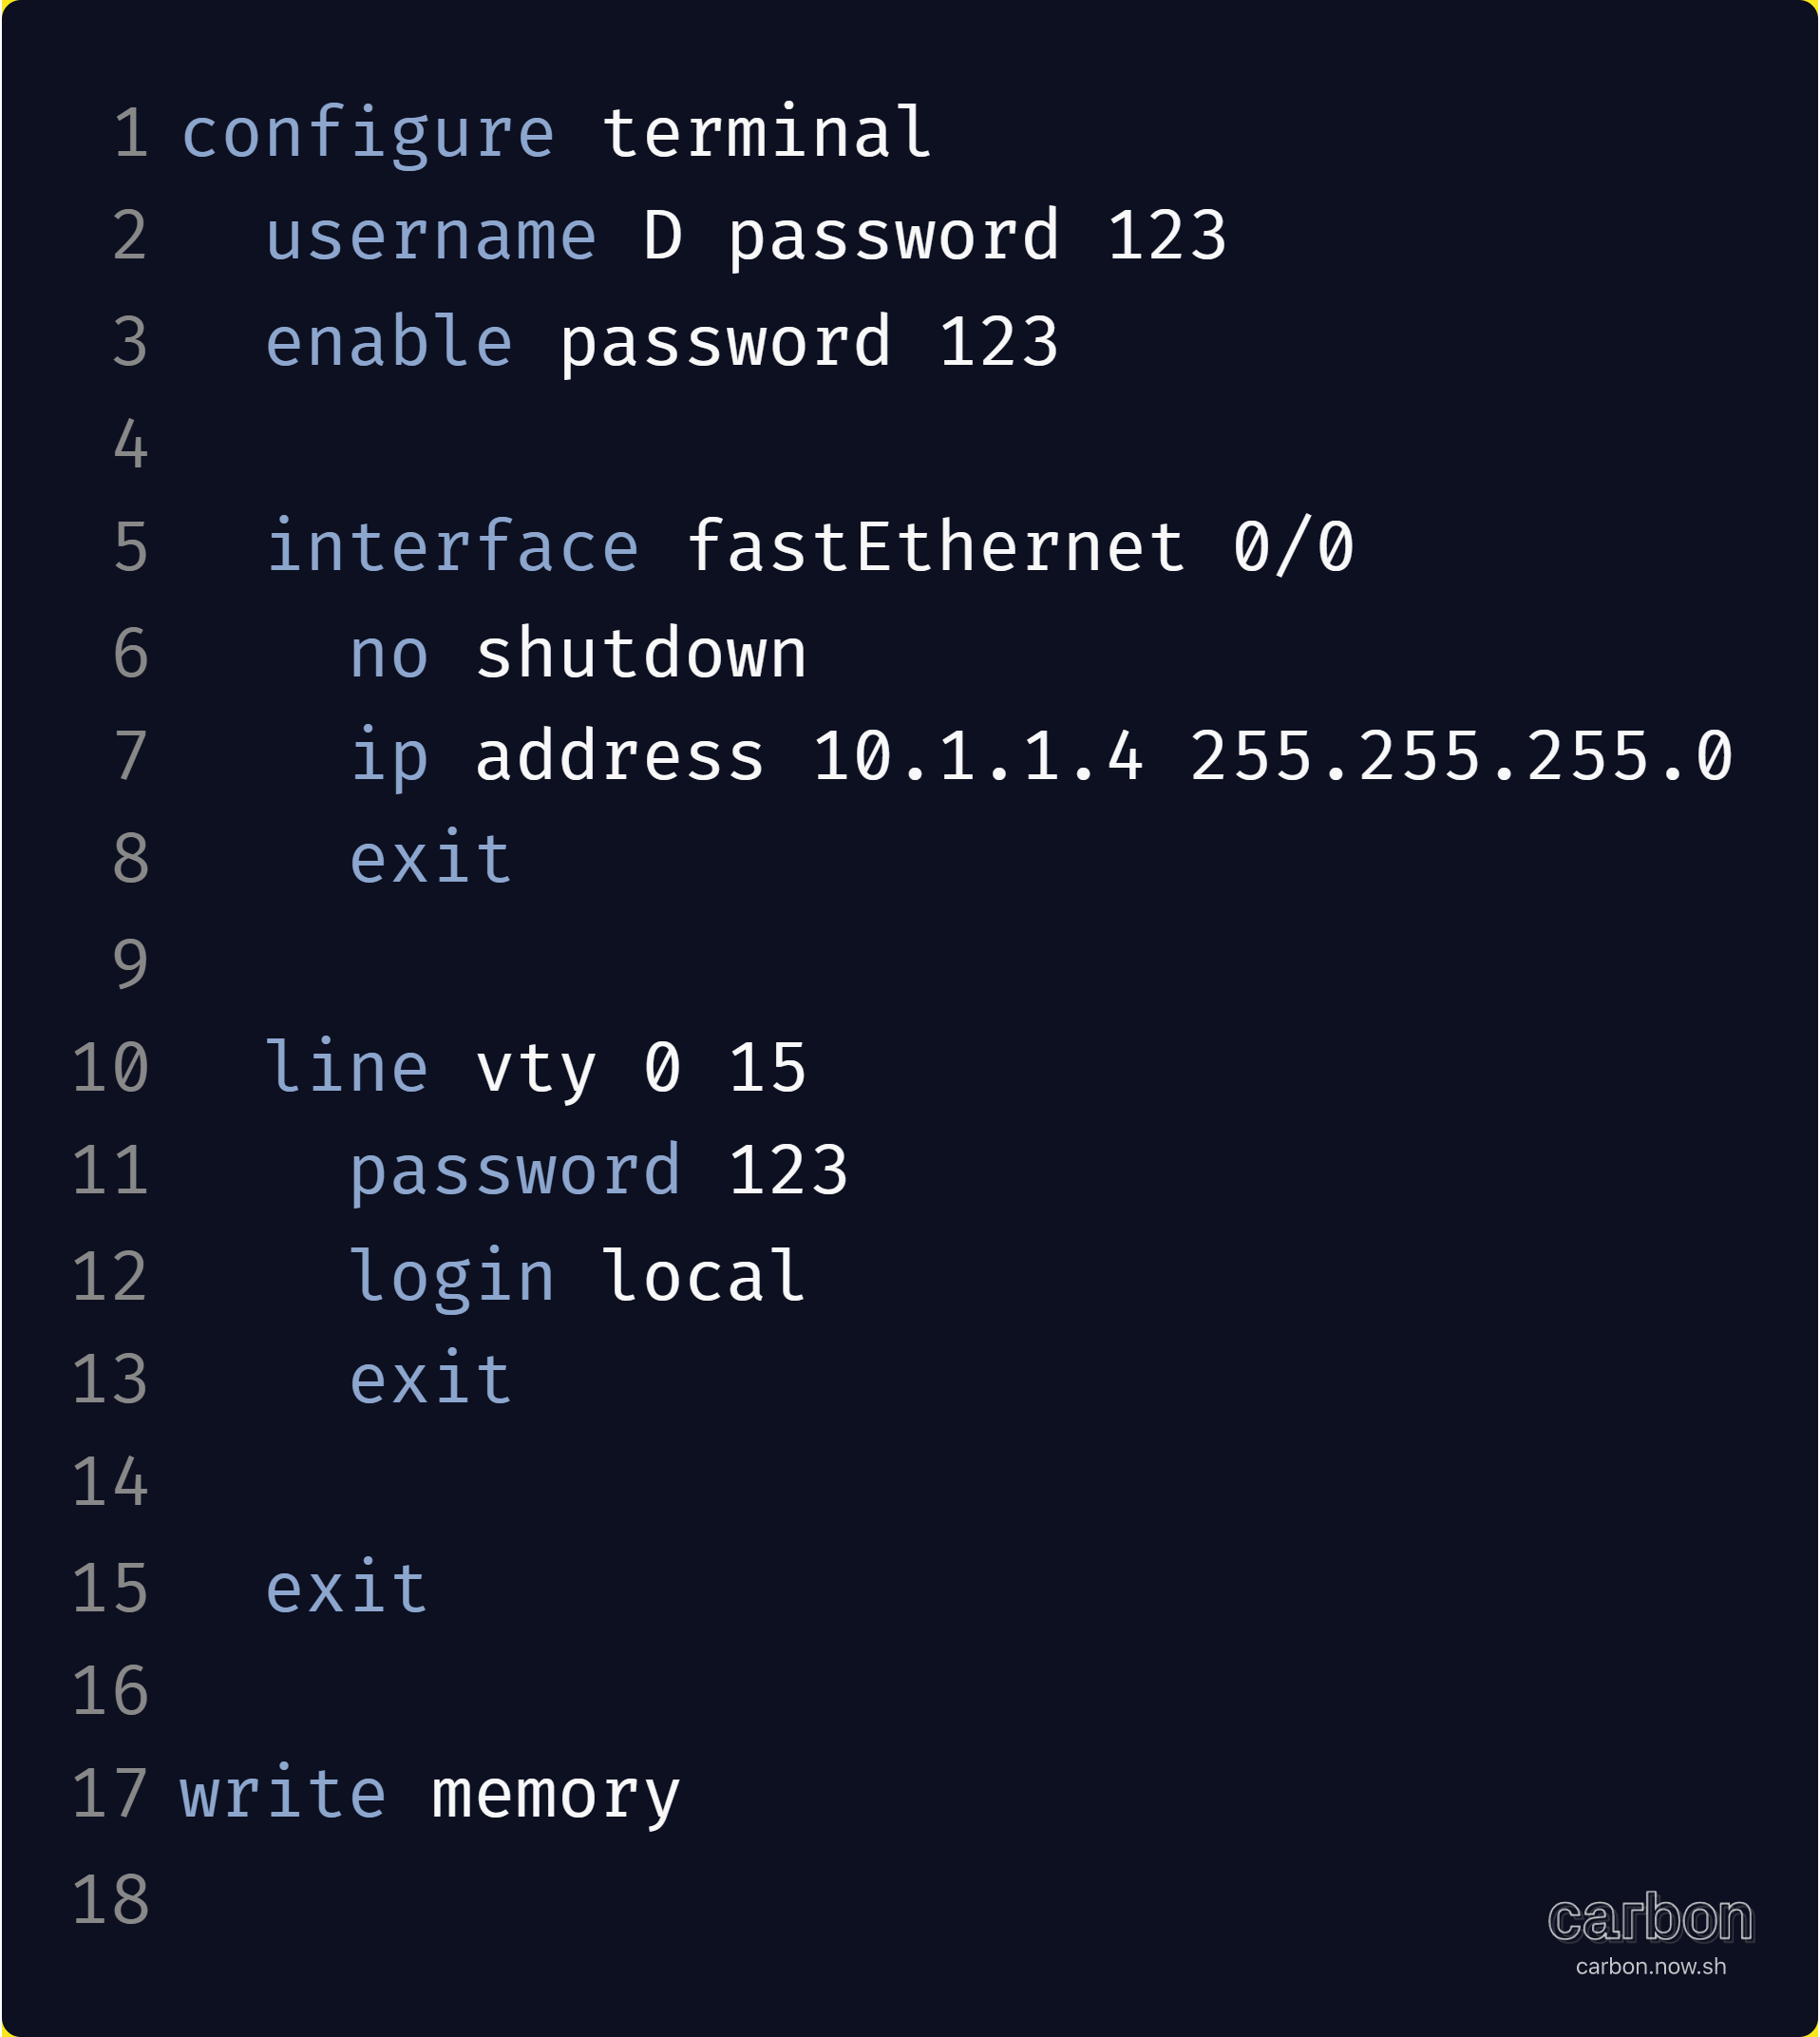 1 configure terminal
2   username D password 123
3   enable password 123
4
5   interface fastEthernet 0/0
6     no shutdown
7     ip address 10.1.1.4 255.255.255.0
8     exit
9
10   line vty 0 15
11     password 123
12     login local
13     exit
14
15   exit
16
17 write memory
18
carbon
carbon.now.sh